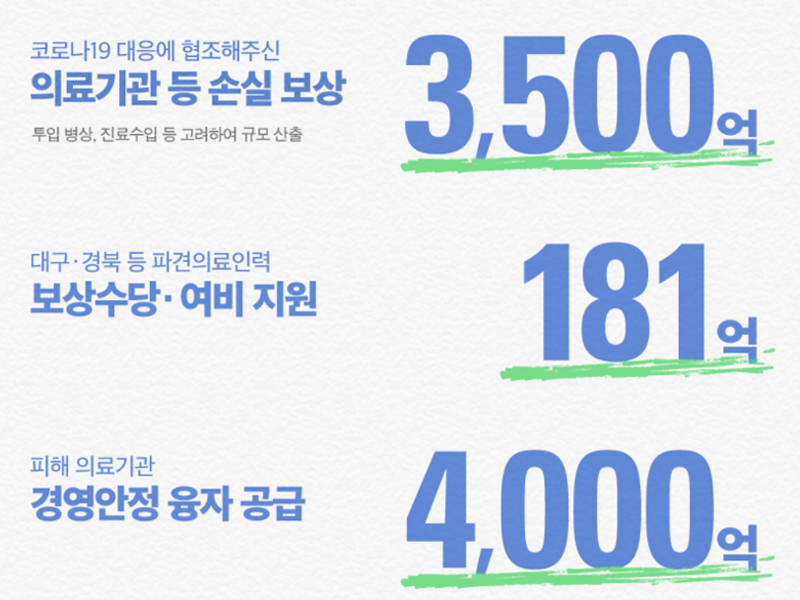 코로나19 대응에 협조해주신
의료기관 등 손실 보상
투입 병상, 진료수입 등 고려하여 규모 산출
3,500억
대구·경북 등 파견의료인력
보상수당·여비 지원
181억
피해 의료기관
경영안정 융자 공급
4,000억